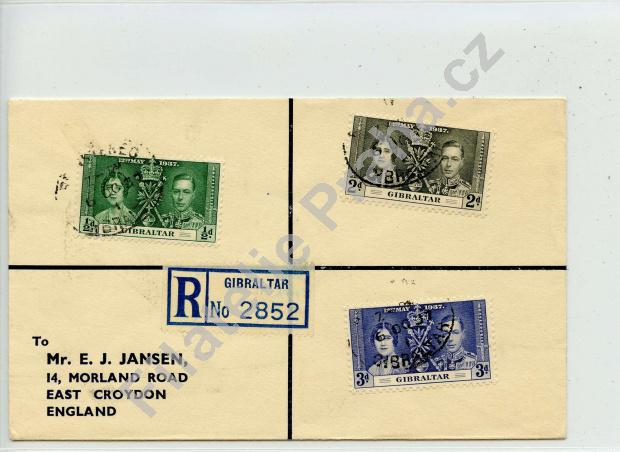 12TH MAY 1937.
½d GIBRALTAR ½d
12TH MAY 1937.
2d GIBRALTAR 2d
R GIBRALTAR
No 2852
12TH MAY 1937.
3d GIBRALTAR 3d
GIBRALTAR
To
Mr. E. J. JANSEN,
14, MORLAND ROAD
EAST CROYDON
ENGLAND
Filatelie Praha.cz